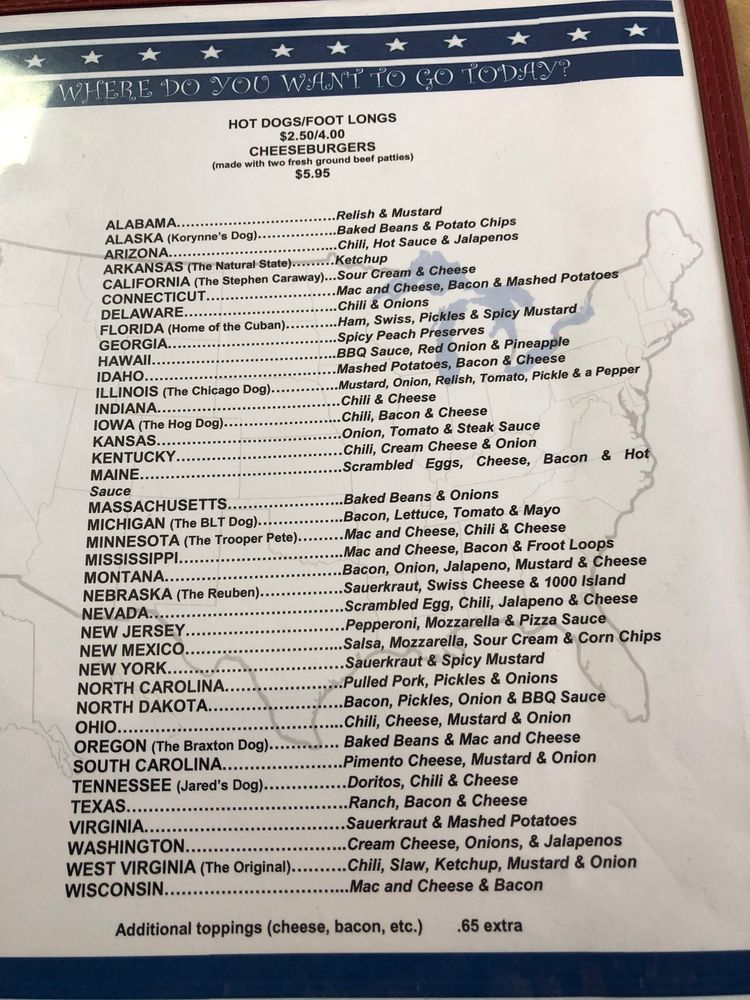 WHERE DO YOU WANT TO GO TODAY?
HOT DOGS/FOOT LONGS
$2.50/4.00
CHEESEBURGERS
(made with two fresh ground beef patties)
$5.95
ALABAMA..................................Relish & Mustard
ALASKA (Korynne's Dog)..................Baked Beans & Potato Chips
ARIZONA..................................Chili, Hot Sauce & Jalapenos
ARKANSAS (The Natural State).........Ketchup
CALIFORNIA (The Stephen Caraway)...Sour Cream & Cheese
CONNECTICUT..........................Mac and Cheese, Bacon & Mashed Potatoes
DELAWARE...............................Chili & Onions
FLORIDA (Home of the Cuban)............Ham, Swiss, Pickles & Spicy Mustard
GEORGIA..................................Spicy Peach Preserves
HAWAII.....................................BBQ Sauce, Red Onion & Pineapple
IDAHO.......................................Mashed Potatoes, Bacon & Cheese
ILLINOIS (The Chicago Dog)...............Mustard, Onion, Relish, Tomato, Pickle & a Pepper
INDIANA.....................................Chili & Cheese
IOWA (The Hog Dog).........................Chili, Bacon & Cheese
KANSAS.....................................Onion, Tomato & Steak Sauce
KENTUCKY.................................Chili, Cream Cheese & Onion
MAINE........................................Scrambled Eggs, Cheese, Bacon & Hot
Sauce
MASSACHUSETTS.......................Baked Beans & Onions
MICHIGAN (The BLT Dog)..................Bacon, Lettuce, Tomato & Mayo
MINNESOTA (The Trooper Pete)..........Mac and Cheese, Chili & Cheese
MISSISSIPPI.................................Mac and Cheese, Bacon & Froot Loops
MONTANA...................................Bacon, Onion, Jalapeno, Mustard & Cheese
NEBRASKA (The Reuben)..................Sauerkraut, Swiss Cheese & 1000 Island
NEVADA......................................Scrambled Egg, Chili, Jalapeno & Cheese
NEW JERSEY...............................Pepperoni, Mozzarella & Pizza Sauce
NEW MEXICO...............................Salsa, Mozzarella, Sour Cream & Corn Chips
NEW YORK..................................Sauerkraut & Spicy Mustard
NORTH CAROLINA.......................Pulled Pork, Pickles & Onions
NORTH DAKOTA..........................Bacon, Pickles, Onion & BBQ Sauce
OHIO..........................................Chili, Cheese, Mustard & Onion
OREGON (The Braxton Dog)...............Baked Beans & Mac and Cheese
SOUTH CAROLINA.......................Pimento Cheese, Mustard & Onion
TENNESSEE (Jared's Dog)................Doritos, Chili & Cheese
TEXAS.........................................Ranch, Bacon & Cheese
VIRGINIA......................................Sauerkraut & Mashed Potatoes
WASHINGTON..............................Cream Cheese, Onions, & Jalapenos
WEST VIRGINIA (The Original)..........Chili, Slaw, Ketchup, Mustard & Onion
WISCONSIN..................................Mac and Cheese & Bacon
Additional toppings (cheese, bacon, etc.) .65 extra